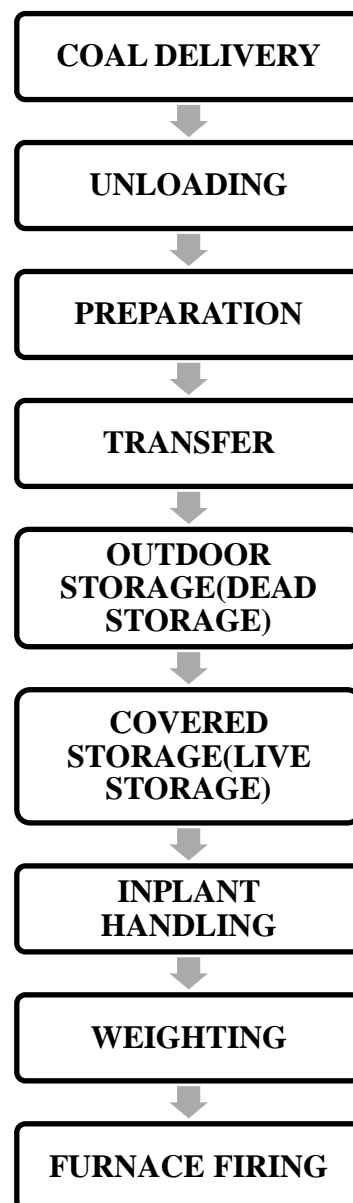 COAL DELIVERY
UNLOADING
PREPARATION
TRANSFER
OUTDOOR
STORAGE(DEAD
STORAGE)
COVERED
STORAGE(LIVE
STORAGE)
INPLANT
HANDLING
WEIGHTING
FURNACE FIRING